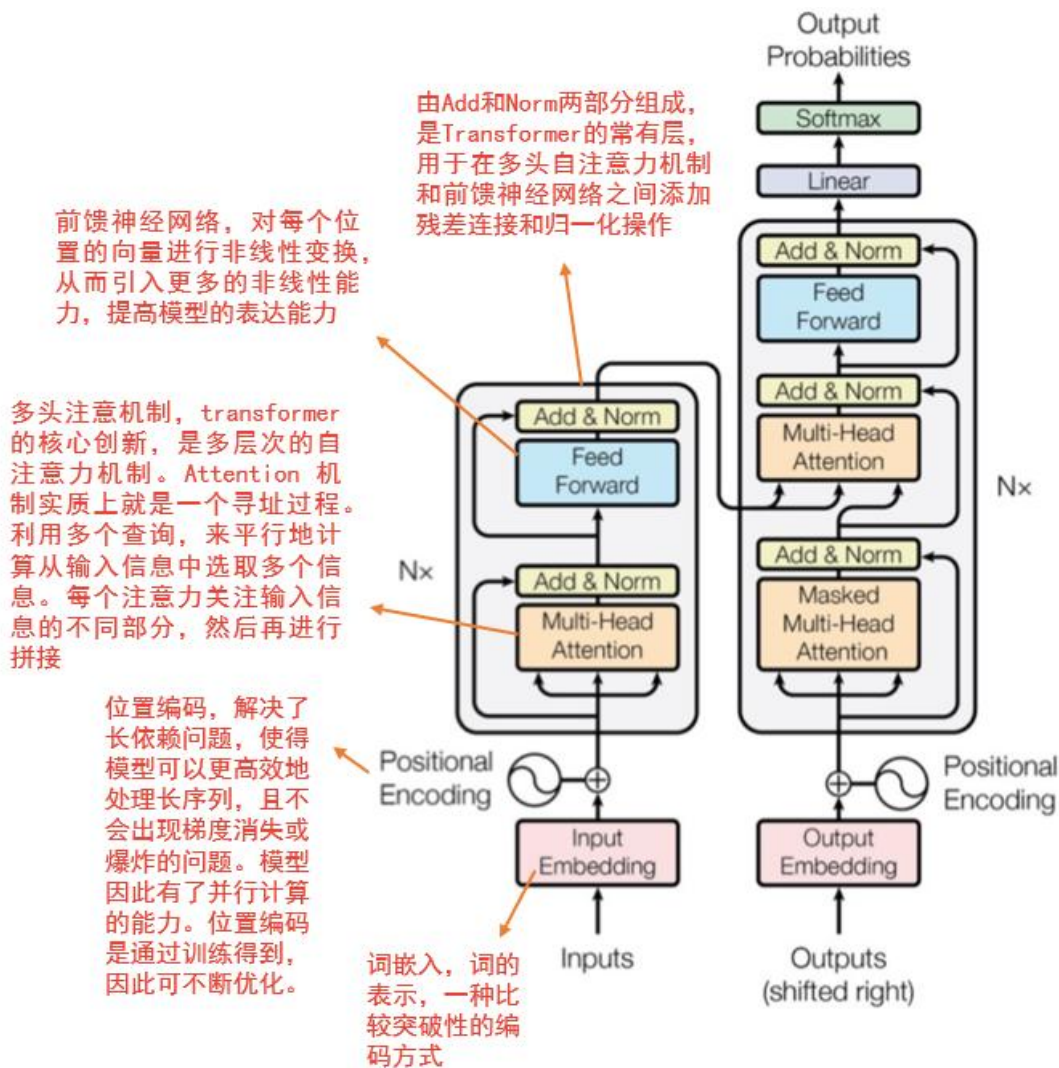 Output
Probabilities
Softmax
Linear
Add & Norm
Feed
Forward
Add & Norm
Multi-Head
Attention
Add & Norm
Masked
Multi-Head
Attention
N×
Positional
Encoding
Output
Embedding
Outputs
(shifted right)
由Add和Norm两部分组成，
是Transformer的常有层，
用于在多头自注意力机制
和前馈神经网络之间添加
残差连接和归一化操作
前馈神经网络，对每个位
置的向量进行非线性变换，
从而引入更多的非线性能
力，提高模型的表达能力
Add & Norm
Feed
Forward
多头注意机制，transformer
的核心创新，是多层次的自
注意力机制。Attention 机
制实质上就是一个寻址过程。
利用多个查询，来平行地计
算从输入信息中选取多个信
息。每个注意力关注输入信
息的不同部分，然后再进行
拼接
N×
Add & Norm
Multi-Head
Attention
位置编码，解决了
长依赖问题，使得
模型可以更高效地
处理长序列，且不
会出现梯度消失或
爆炸的问题。模型
因此有了并行计算
的能力。位置编码
是通过训练得到，
因此可不断优化。
Positional
Encoding
Input
Embedding
Inputs
词嵌入，词的
表示，一种比
较突破性的编
码方式